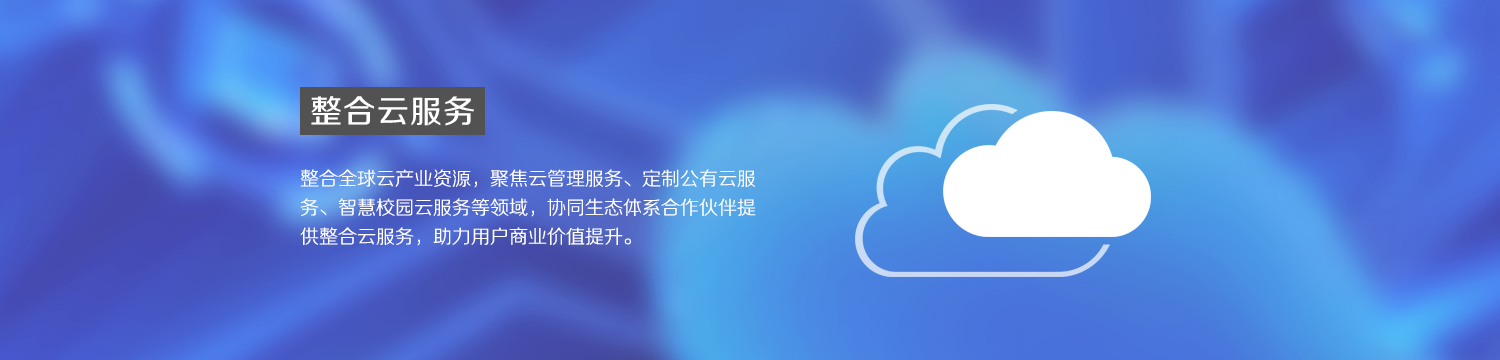 整合云服务
整合全球云产业资源，聚焦云管理服务、定制公有云服
务、智慧校园云服务等领域，协同生态体系合作伙伴提
供整合云服务，助力用户商业价值提升。